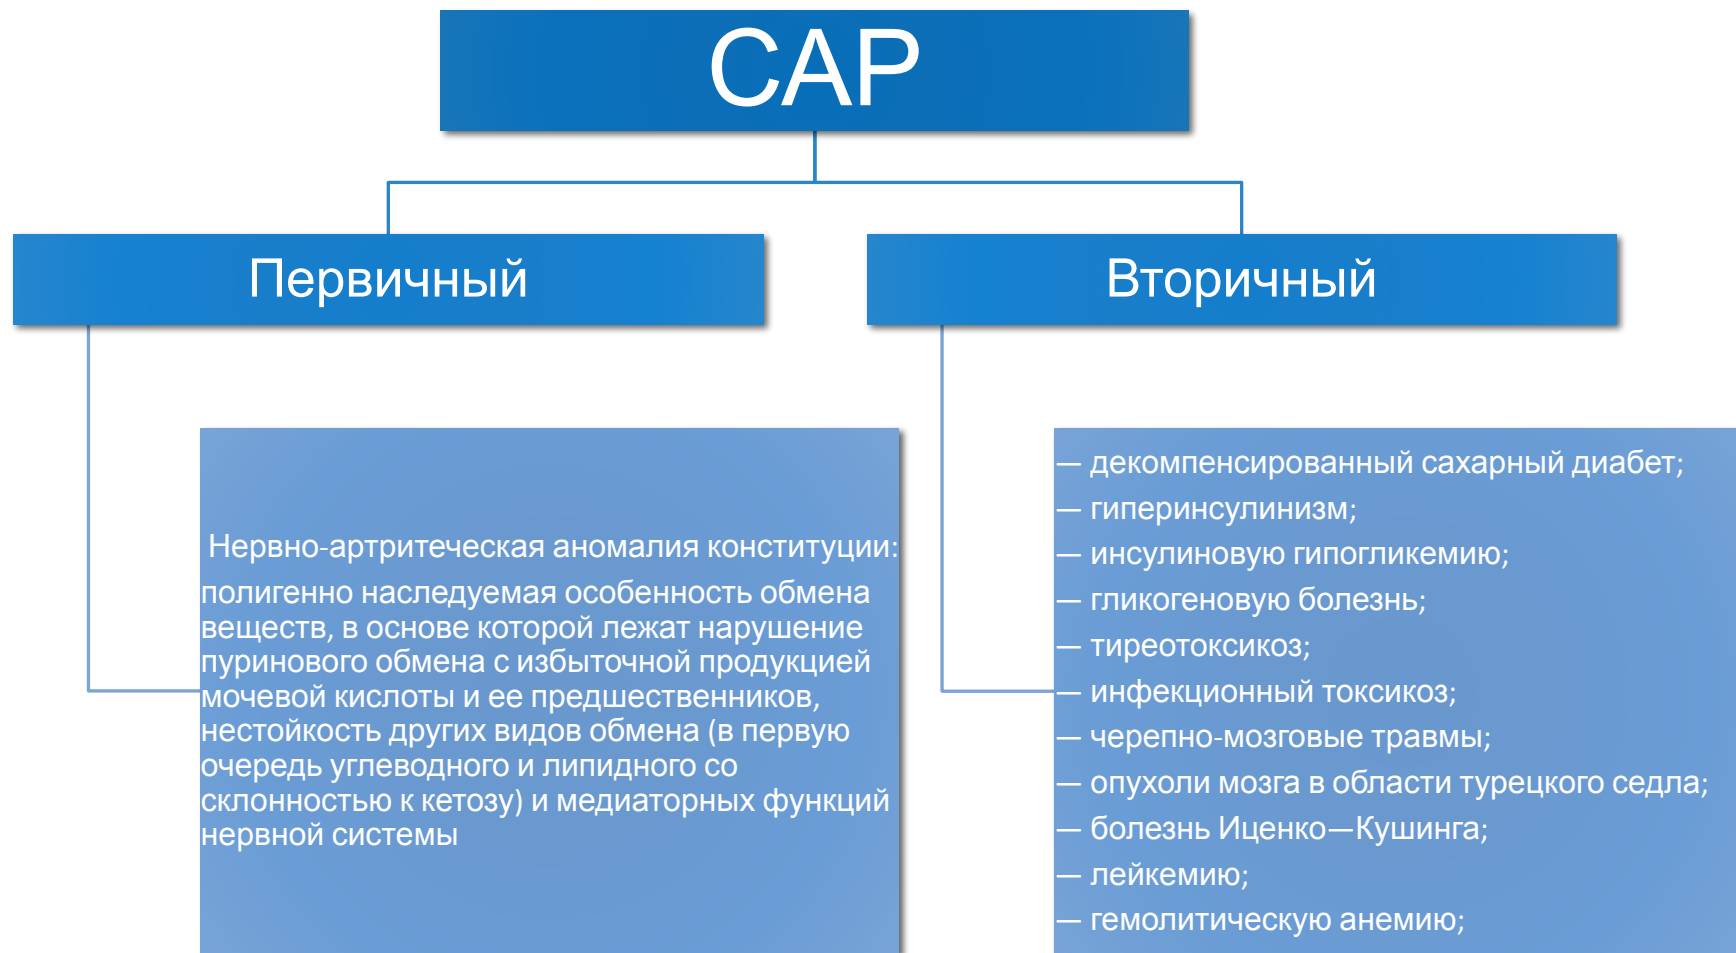 САР
Первичный
Вторичный
Нервно-артритеческая аномалия конституции:
полигенно наследуемая особенность обмена
веществ, в основе которой лежат нарушение
пуринового обмена с избыточной продукцией
мочевой кислоты и ее предшественников,
нестойкость других видов обмена (в первую
очередь углеводного и липидного со
склонностью к кетозу) и медиаторных функций
нервной системы
— декомпенсированный сахарный диабет;
— гиперинсулинизм;
— инсулиновую гипогликемию;
— гликогеновую болезнь;
— тиреотоксикоз;
— инфекционный токсикоз;
— черепно-мозговые травмы;
— опухоли мозга в области турецкого седла;
— болезнь Иценко—Кушинга;
— лейкемию;
— гемолитическую анемию;